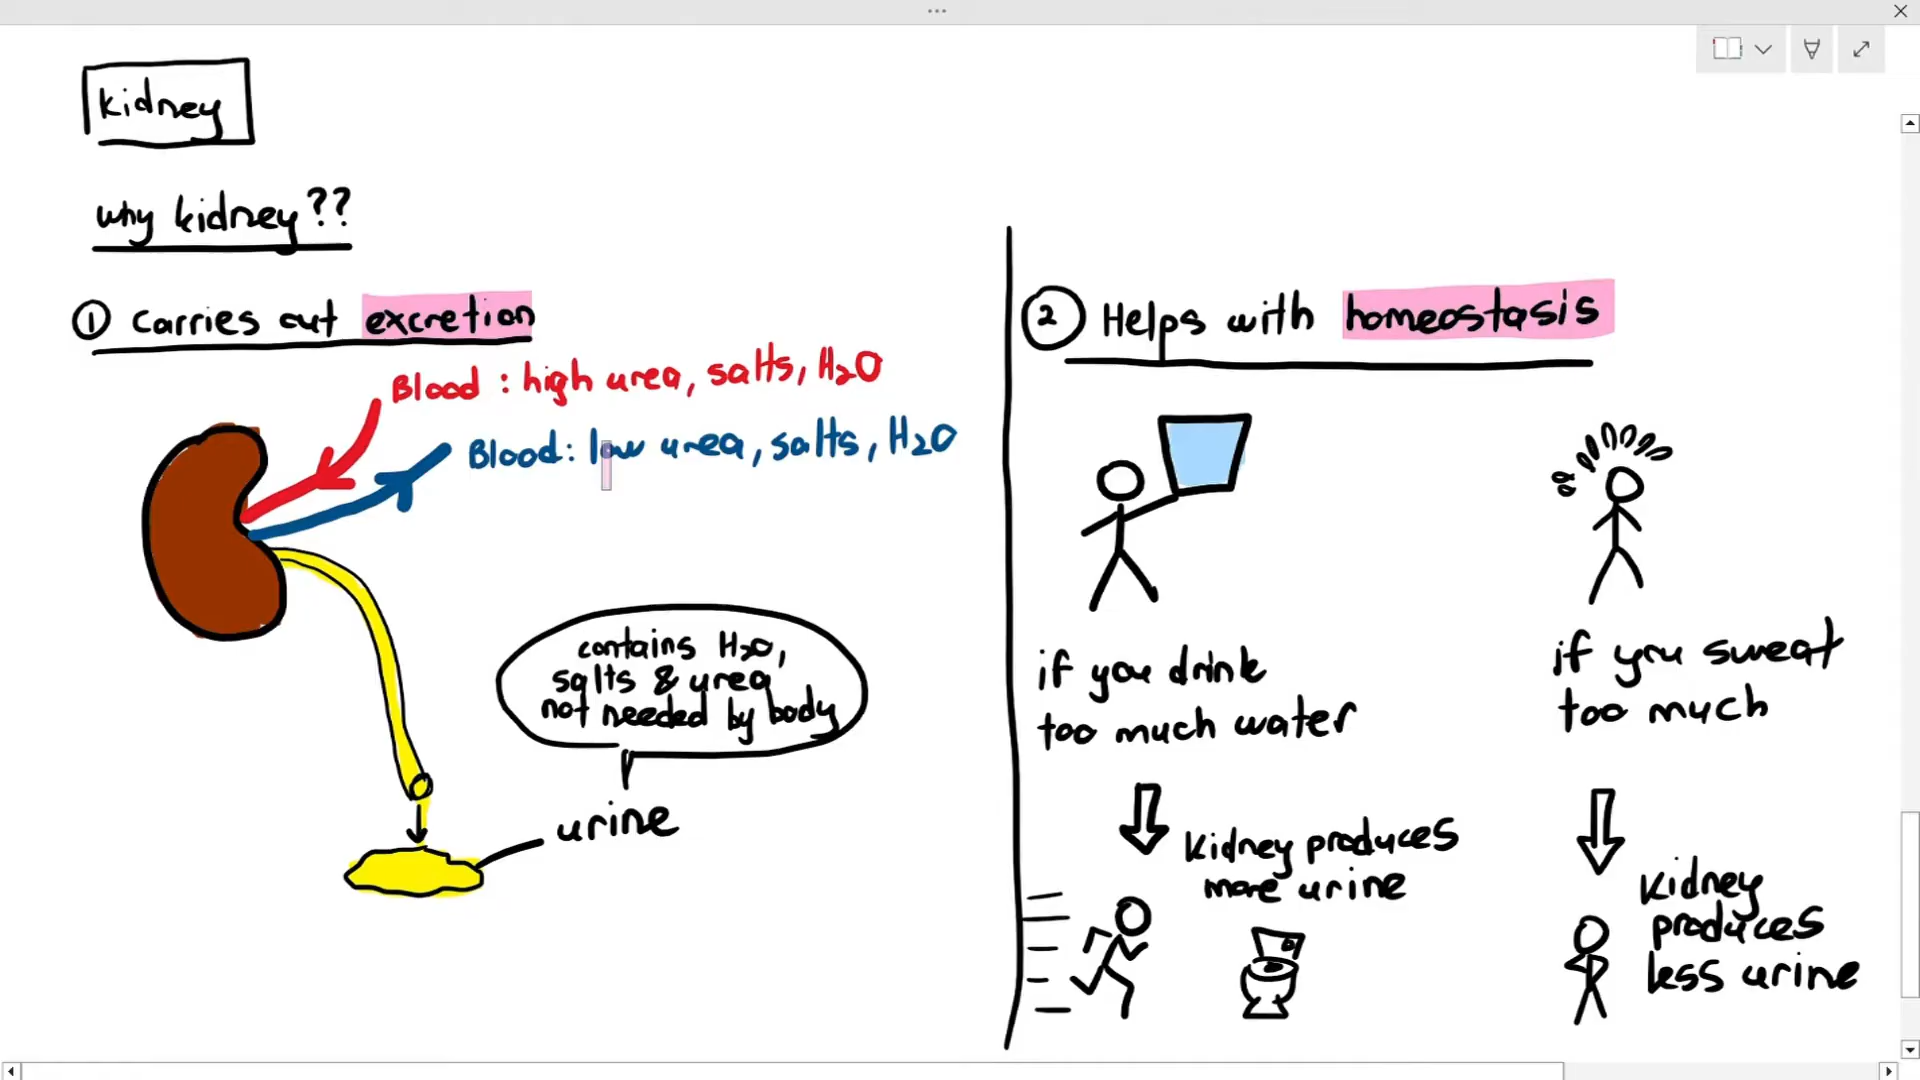 kidney
why kidney??
① Carries out excretion
Blood : high urea, salts, H₂O
Blood: low urea, salts, H₂O
contains H₂O,
salts & urea
not needed by body
urine
② Helps with homeostasis
if you drink
too much water
Kidney produces
more urine
if you sweat
too much
Kidney
produces
less urine